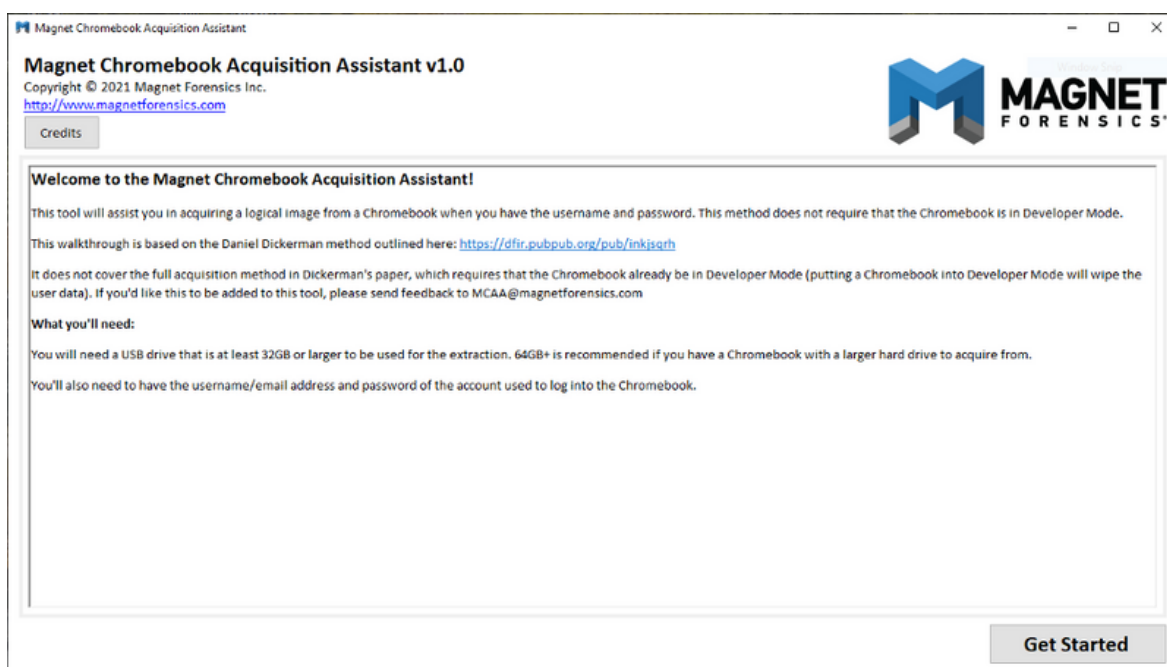 Magnet Chromebook Acquisition Assistant
Magnet Chromebook Acquisition Assistant v1.0
Copyright © 2021 Magnet Forensics Inc.
http://www.magnetforensics.com
Credits
Window Snip
MAGNET
FORENSICS®
Welcome to the Magnet Chromebook Acquisition Assistant!
This tool will assist you in acquiring a logical image from a Chromebook when you have the username and password. This method does not require that the Chromebook is in Developer Mode.
This walkthrough is based on the Daniel Dickerman method outlined here: https://dfir.pubpub.org/pub/inkjsqrh
It does not cover the full acquisition method in Dickerman's paper, which requires that the Chromebook already be in Developer Mode (putting a Chromebook into Developer Mode will wipe the
user data). If you'd like this to be added to this tool, please send feedback to MCAA@magnetforensics.com
What you'll need:
You will need a USB drive that is at least 32GB or larger to be used for the extraction. 64GB+ is recommended if you have a Chromebook with a larger hard drive to acquire from.
You'll also need to have the username/email address and password of the account used to log into the Chromebook.
Get Started